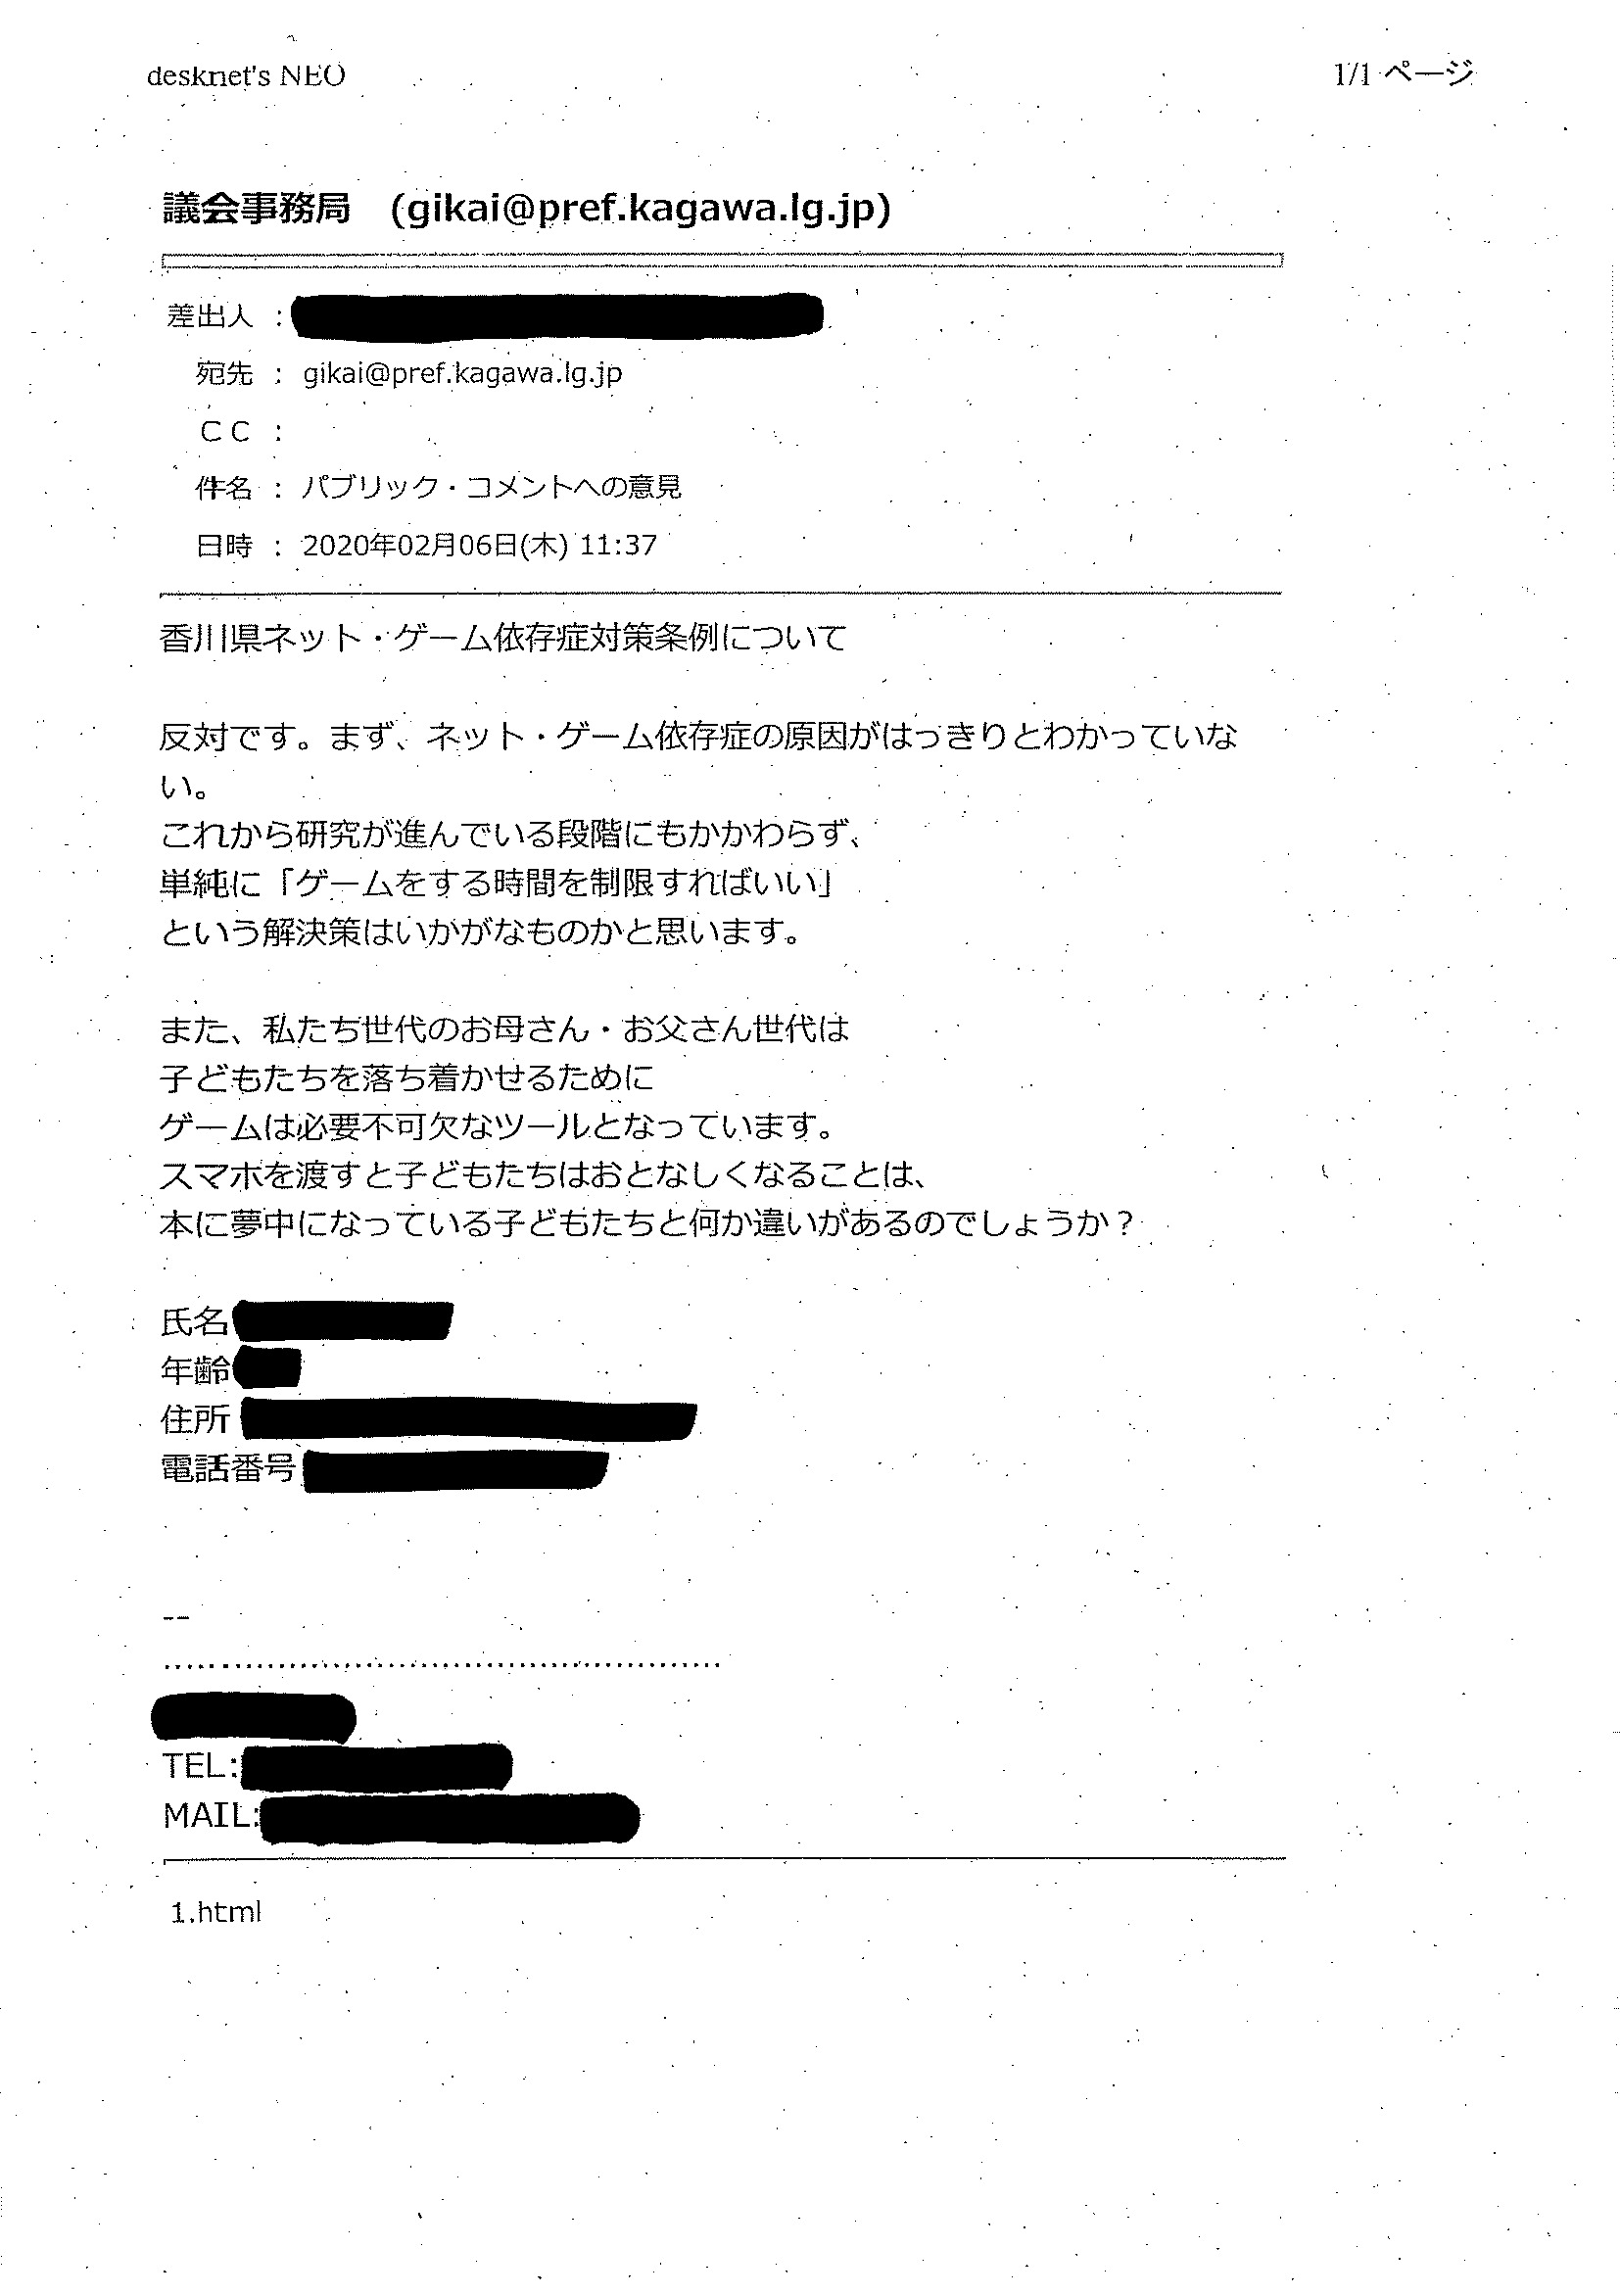 desknet's NEO
1/1 ページ
議会事務局 (gikai@pref.kagawa.lg.jp)
差出人 :
宛先 : gikai@pref.kagawa.lg.jp
ＣＣ :
件名 : パブリック・コメントへの意見
日時 : 2020年02月06日(木) 11:37
香川県ネット・ゲーム依存症対策条例について
反対です。まず、ネット・ゲーム依存症の原因がはっきりとわかっていな
い。
これから研究が進んでいる段階にもかかわらず、
単純に「ゲームをする時間を制限すればいい」
という解決策はいかがなものかと思います。
また、私たち世代のお母さん・お父さん世代は
子どもたちを落ち着かせるために
ゲームは必要不可欠なツールとなっています。
スマホを渡すと子どもたちはおとなしくなることは、
本に夢中になっている子どもたちと何か違いがあるのでしょうか？
氏名
年齢
住所
電話番号
--
................................................
TEL:
MAIL:
1.html